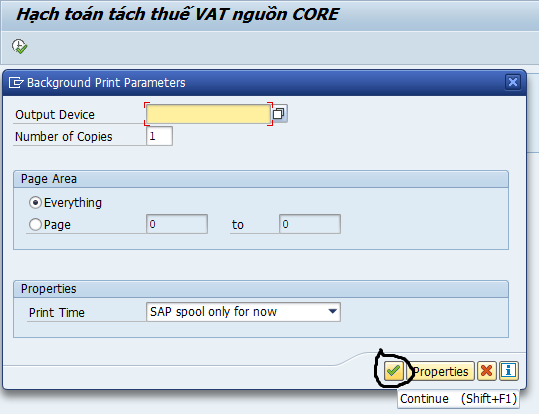 Hạch toán tách thuế VAT nguồn CORE
Background Print Parameters
Output Device
Number of Copies 1
Page Area
Everything
Page 0 to 0
Properties
Print Time SAP spool only for now
Properties
Continue (Shift+F1)